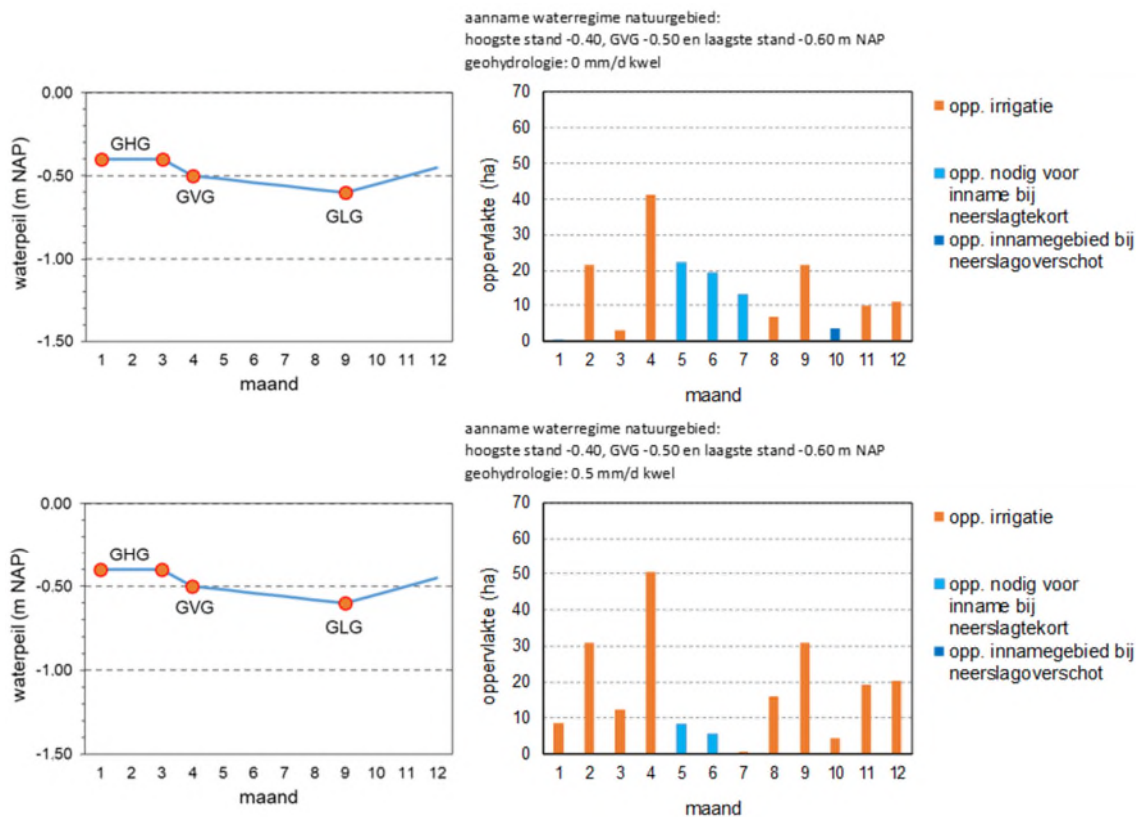 aanname waterregime natuurgebied:
hoogste stand -0.40, GVG -0.50 en laagste stand -0.60 m NAP
geohydrologie: 0 mm/d kwel
waterpeil (m NAP)
0.00
-0.50
-1.00
-1.50
GHG
GVG
GLG
1 2 3 4 5 6 7 8 9 10 11 12
maand
oppervlakte (ha)
70
60
50
40
30
20
10
0
1 2 3 4 5 6 7 8 9 10 11 12
maand
opp. irrigatie
opp. nodig voor
inname bij
neerslagtekort
opp. innamegebied bij
neerslagoverschot
aanname waterregime natuurgebied:
hoogste stand -0.40, GVG -0.50 en laagste stand -0.60 m NAP
geohydrologie: 0.5 mm/d kwel
waterpeil (m NAP)
0.00
-0.50
-1.00
-1.50
GHG
GVG
GLG
1 2 3 4 5 6 7 8 9 10 11 12
maand
oppervlakte (ha)
70
60
50
40
30
20
10
0
1 2 3 4 5 6 7 8 9 10 11 12
maand
opp. irrigatie
opp. nodig voor
inname bij
neerslagtekort
opp. innamegebied bij
neerslagoverschot